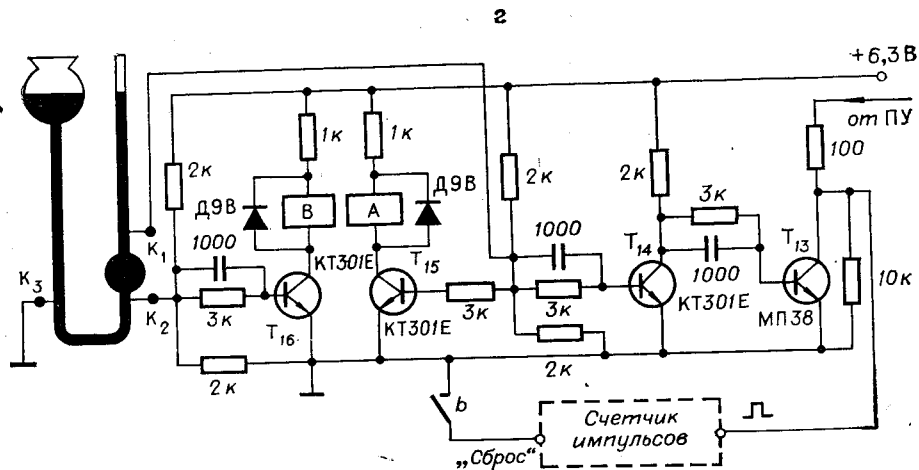 г
+6,3 В
от ПУ
100
1к
1к
2к
2к
2к
Д9В
Д9В
В
А
3к
1000
1000
1000
К₁
К₂
К₃
КТ301Е
Т₁₅
Т₁₄
Т₁₃
3к
Т₁₆
КТ301Е
3к
3к
КТ301Е
МП38
10к
2к
2к
b
„Сброс“
Счетчик
импульсов